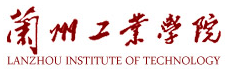 蘭州工業學院
LANZHOU INSTITUTE OF TECHNOLOGY